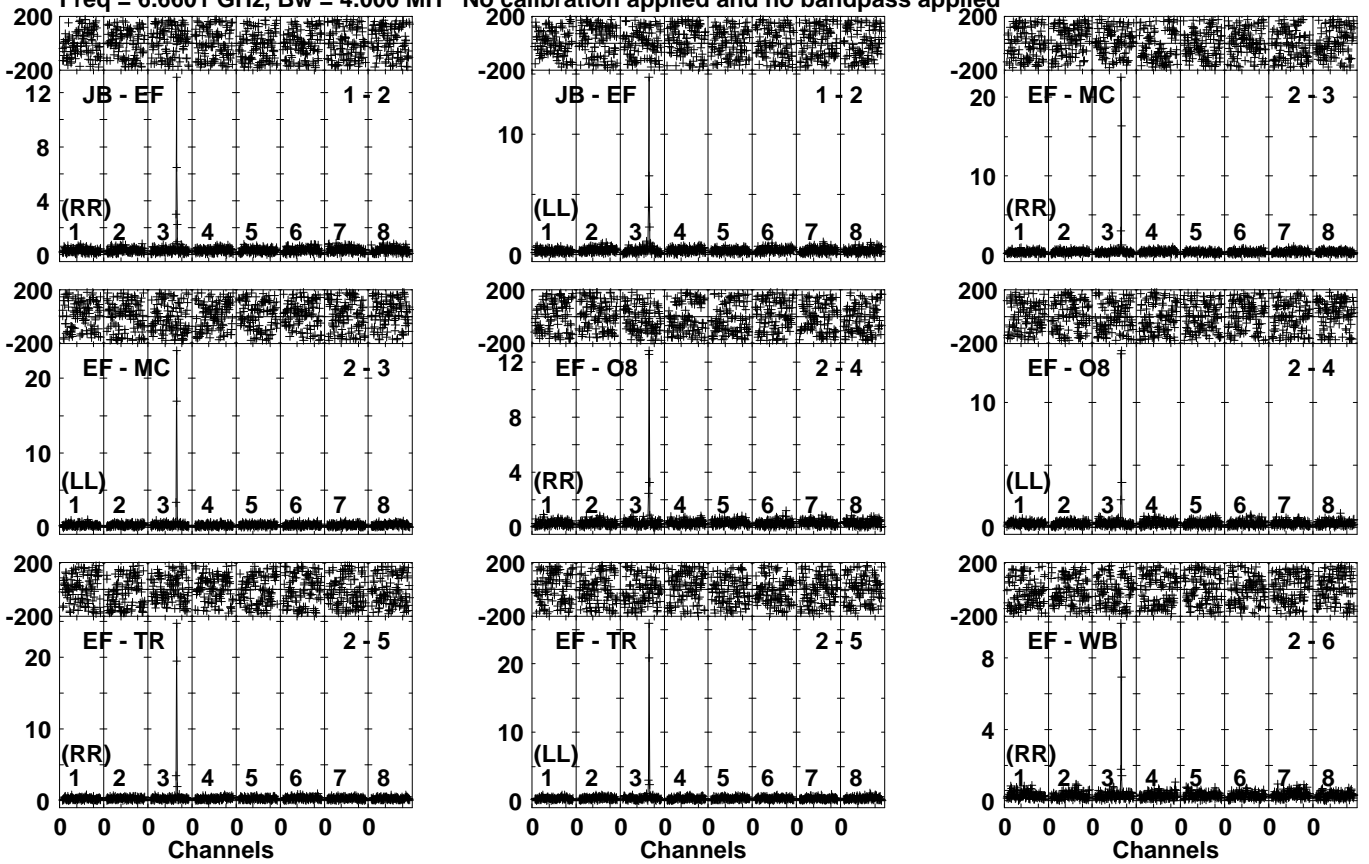 Freq = 6.6601 GHz, Bw = 4.000 MH No calibration applied and no bandpass applied
200 200 200
-200 -200 -200
JB - EF 1 - 2 JB - EF 1 - 2 EF - MC 2 - 3
12
8
4
0
10
0
20
10
0
(RR) (LL) (RR)
1 2 3 4 5 6 7 8 1 2 3 4 5 6 7 8 1 2 3 4 5 6 7 8
200 200 200
-200 -200 -200
EF - MC 2 - 3 EF - O8 2 - 4 EF - O8 2 - 4
20
10
0
12
8
4
0
10
0
(LL) (RR) (LL)
1 2 3 4 5 6 7 8 1 2 3 4 5 6 7 8 1 2 3 4 5 6 7 8
200 200 200
-200 -200 -200
EF - TR 2 - 5 EF - TR 2 - 5 EF - WB 2 - 6
20
10
0
20
10
0
8
4
0
(RR) (LL) (RR)
1 2 3 4 5 6 7 8 1 2 3 4 5 6 7 8 1 2 3 4 5 6 7 8
0 0 0 0 0 0 0 0 0 0 0 0 0 0 0 0 0 0 0 0 0 0 0 0
Channels Channels Channels